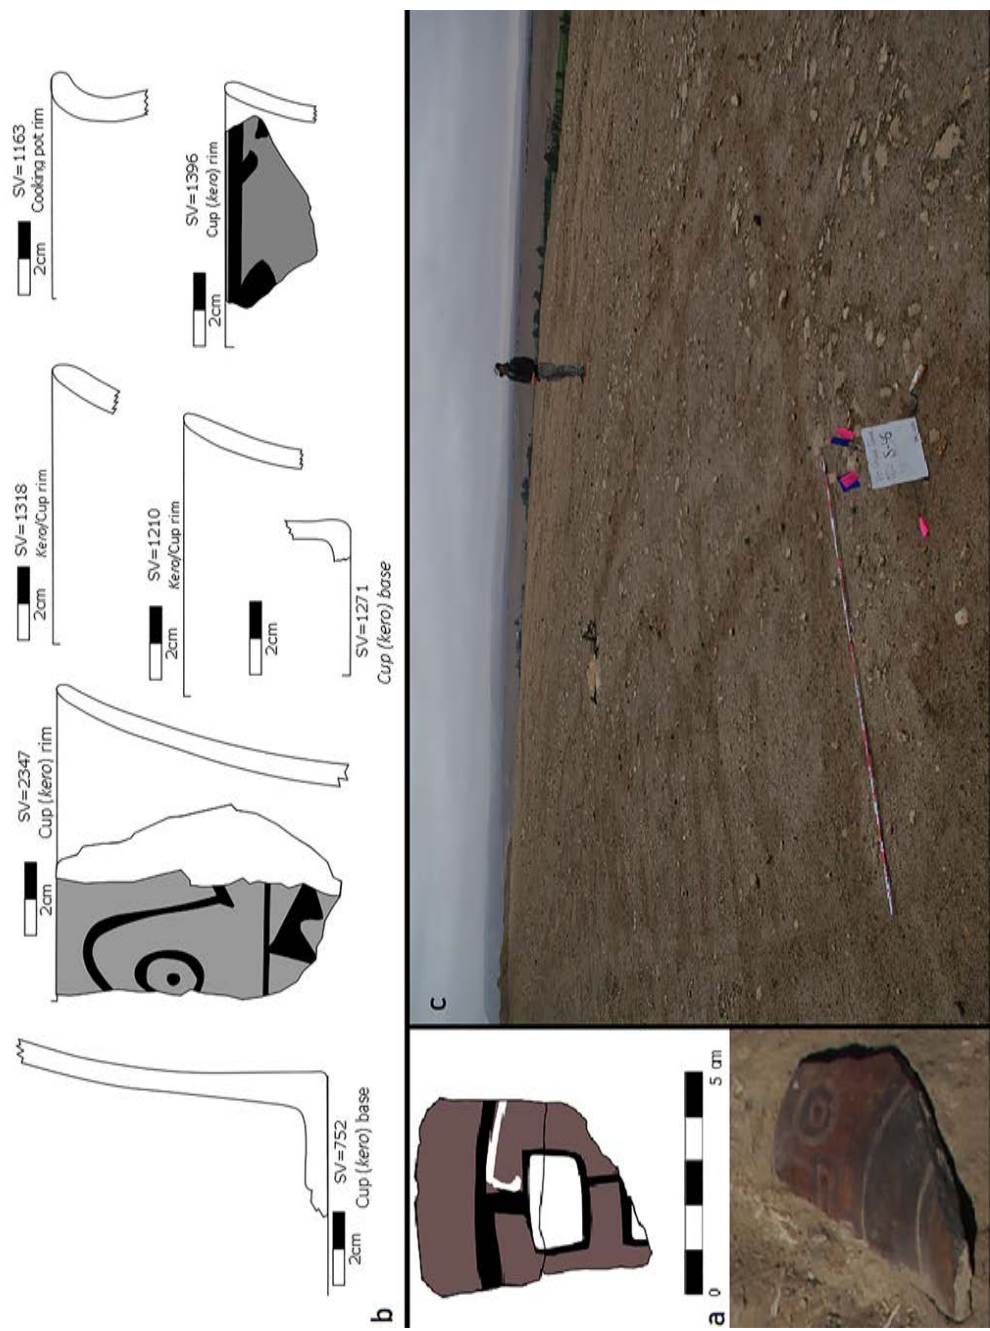 SV=752
Cup (kero) base
2cm
SV=2347
Cup (kero) rim
2cm
SV=1318
Kero/Cup rim
2cm
SV=1163
Cooking pot rim
2cm
SV=1210
Kero/Cup rim
2cm
SV=1396
Cup (kero) rim
2cm
2cm
SV=1271
Cup (kero) base
b
0
5 cm
a
c
S-46